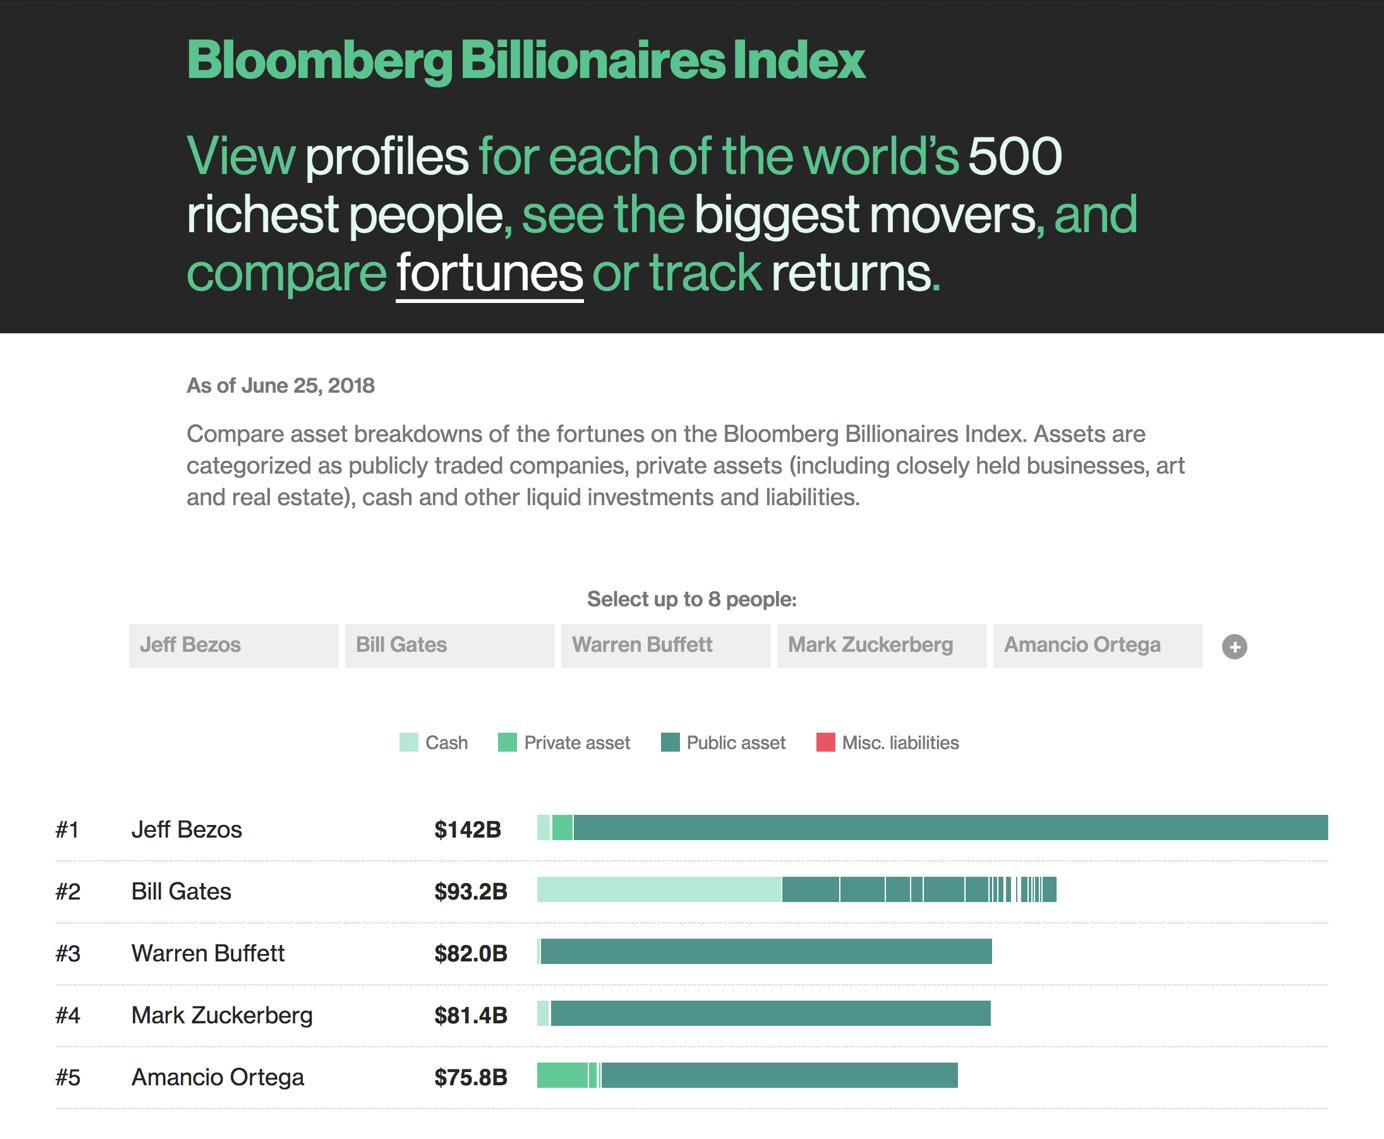 Bloomberg Billionaires Index
View profiles for each of the world’s 500
richest people, see the biggest movers, and
compare fortunes or track returns.
As of June 25, 2018
Compare asset breakdowns of the fortunes on the Bloomberg Billionaires Index. Assets are
categorized as publicly traded companies, private assets (including closely held businesses, art
and real estate), cash and other liquid investments and liabilities.
Select up to 8 people:
Jeff Bezos Bill Gates Warren Buffett Mark Zuckerberg Amancio Ortega +
Cash Private asset Public asset Misc. liabilities
#1 Jeff Bezos $142B
#2 Bill Gates $93.2B
#3 Warren Buffett $82.0B
#4 Mark Zuckerberg $81.4B
#5 Amancio Ortega $75.8B